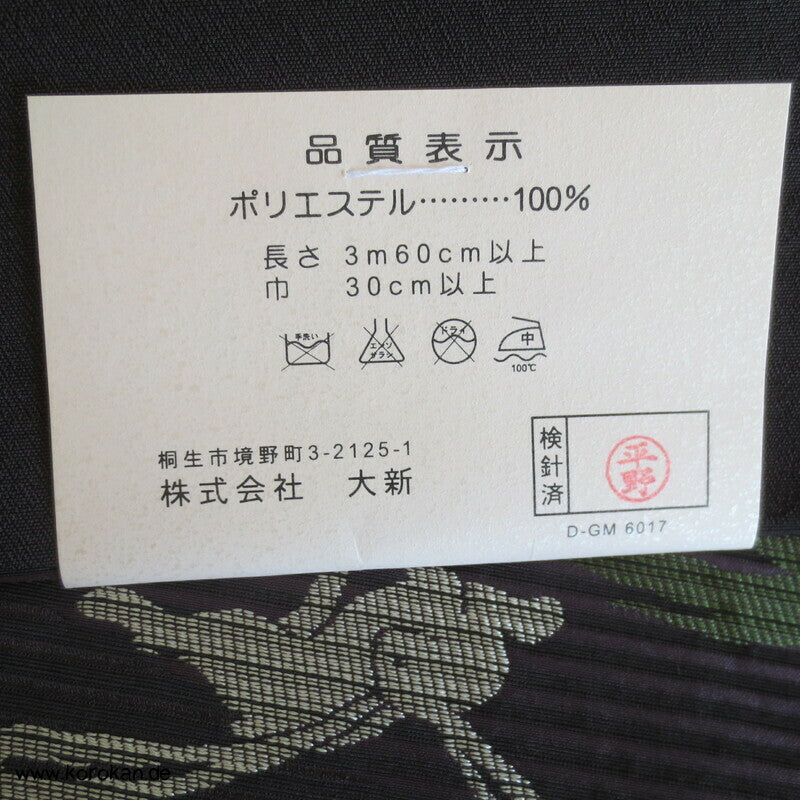 品質表示
ポリエステル………100%
長さ 3m60cm以上
巾 30cm以上
手洗い エンソ サラシ ドライ 中
100℃
桐生市境野町3-2125-1
株式会社 大新
検針済
平野
D-GM 6017
www.korokan.de